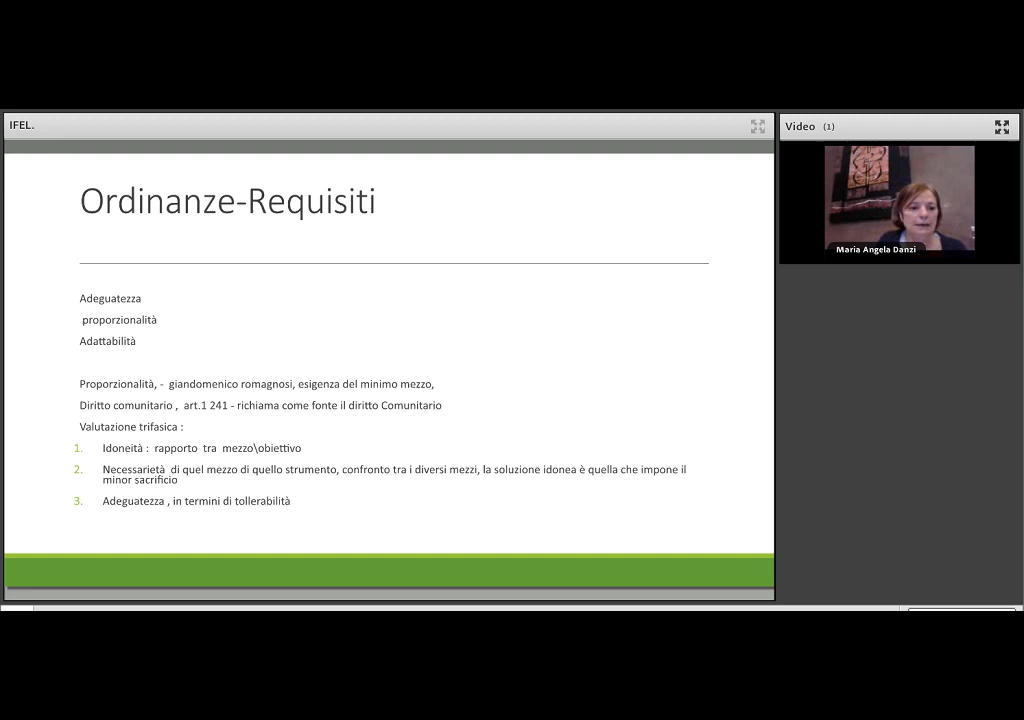 IFEL.
Video (1)
Ordinanze-Requisiti
Maria Angela Danzi
Adeguatezza
proporzionalità
Adattabilità
Proporzionalità, - giandomenico romagnosi, esigenza del minimo mezzo,
Diritto comunitario , art.1 241 - richiama come fonte il diritto Comunitario
Valutazione trifasica :
1. Idoneità : rapporto tra mezzo\obiettivo
2. Necessarietà di quel mezzo di quello strumento, confronto tra i diversi mezzi, la soluzione idonea è quella che impone il
minor sacrificio
3. Adeguatezza , in termini di tollerabilità